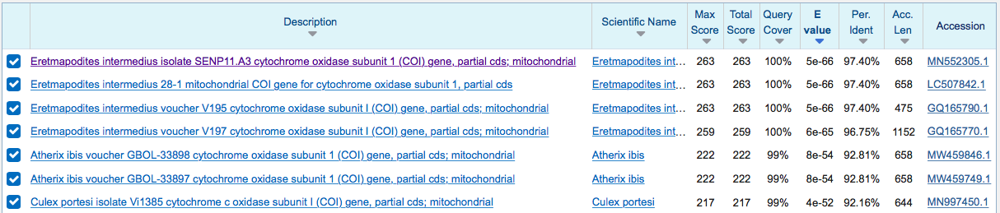 Description Scientific Name Max Score Total Score Query Cover E value Per. Ident Acc. Len Accession
Eretmapodites intermedius isolate SENP11.A3 cytochrome oxidase subunit 1 (COI) gene, partial cds; mitochondrial Eretmapodites int... 263 263 100% 5e-66 97.40% 658 MN552305.1
Eretmapodites intermedius 28-1 mitochondrial COI gene for cytochrome oxidase subunit 1, partial cds Eretmapodites int... 263 263 100% 5e-66 97.40% 658 LC507842.1
Eretmapodites intermedius voucher V195 cytochrome oxidase subunit I (COI) gene, partial cds; mitochondrial Eretmapodites int... 263 263 100% 5e-66 97.40% 475 GQ165790.1
Eretmapodites intermedius voucher V197 cytochrome oxidase subunit I (COI) gene, partial cds; mitochondrial Eretmapodites int... 259 259 100% 6e-65 96.75% 1152 GQ165770.1
Atherix ibis voucher GBOL-33898 cytochrome oxidase subunit 1 (COI) gene, partial cds; mitochondrial Atherix ibis 222 222 99% 8e-54 92.81% 658 MW459846.1
Atherix ibis voucher GBOL-33897 cytochrome oxidase subunit 1 (COI) gene, partial cds; mitochondrial Atherix ibis 222 222 99% 8e-54 92.81% 658 MW459749.1
Culex portesi isolate Vi1385 cytochrome c oxidase subunit I (COI) gene, partial cds; mitochondrial Culex portesi 217 217 99% 4e-52 92.16% 644 MN997450.1